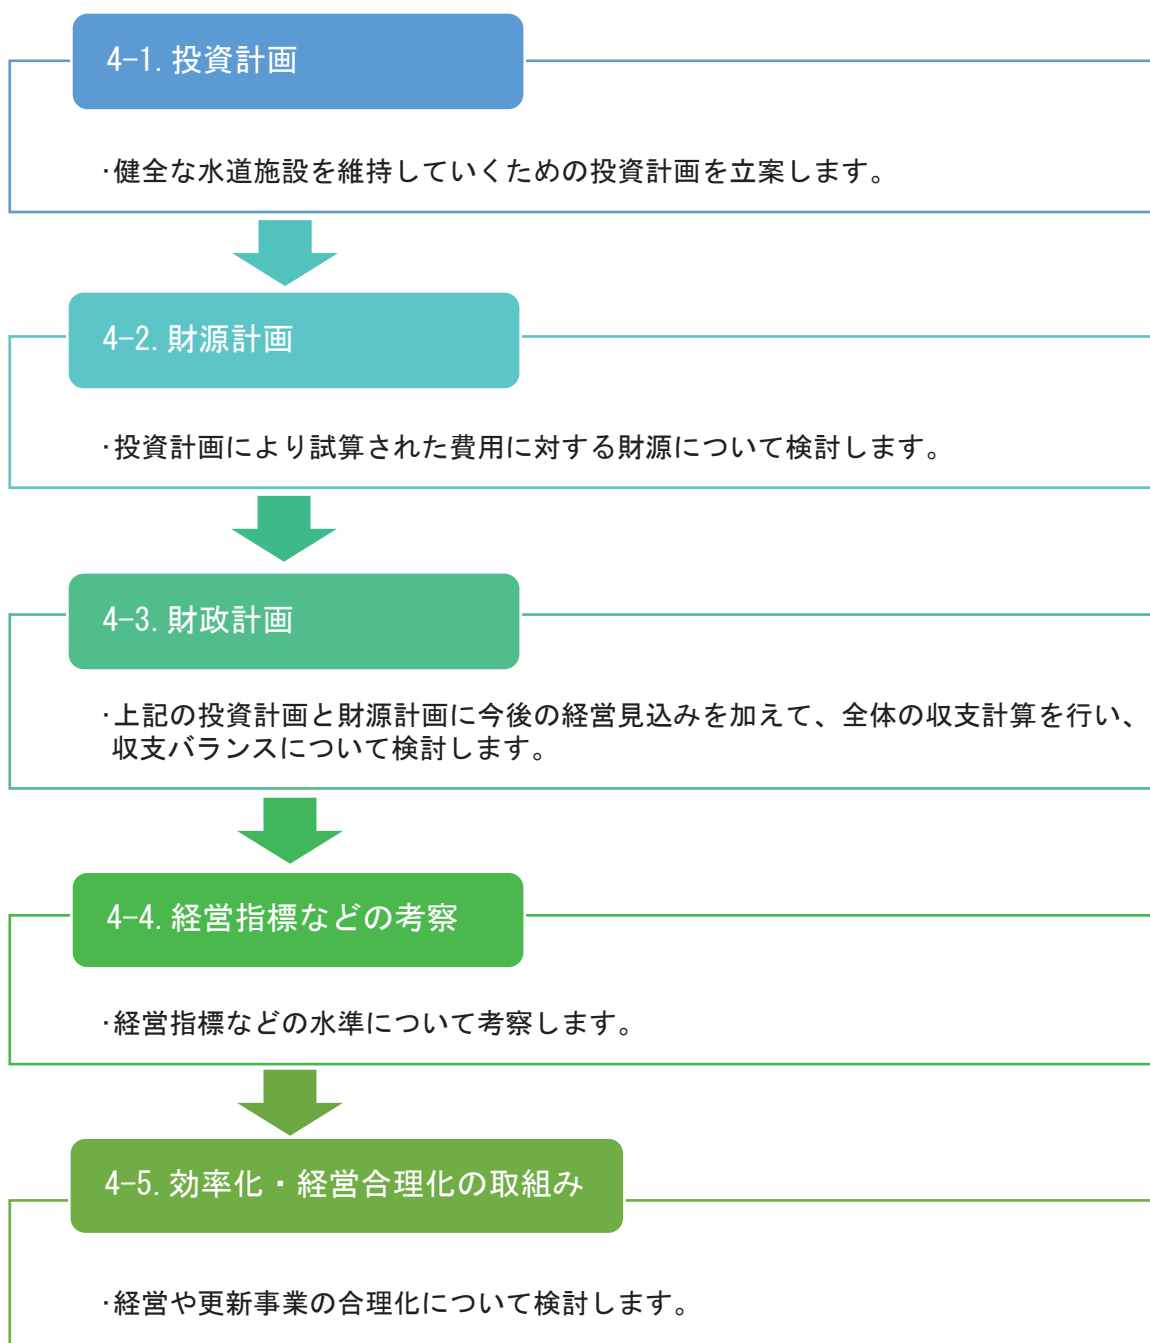 4-1. 投資計画
·健全な水道施設を維持していくための投資計画を立案します。
4-2. 財源計画
·投資計画により試算された費用に対する財源について検討します。
4-3. 財政計画
·上記の投資計画と財源計画に今後の経営見込みを加えて、全体の収支計算を行い、
収支バランスについて検討します。
4-4. 経営指標などの考察
·経営指標などの水準について考察します。
4-5. 効率化・経営合理化の取組み
·経営や更新事業の合理化について検討します。